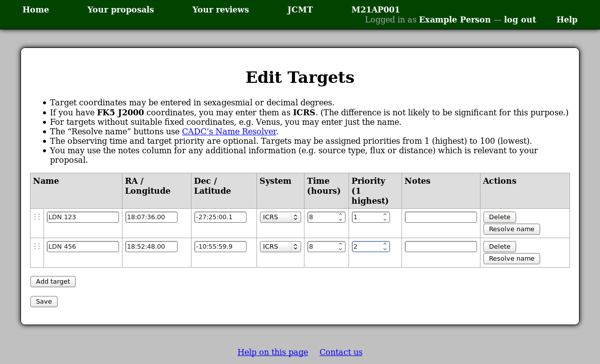 Home Your proposals Your reviews JCMT M21AP001
Logged in as Example Person — log out Help
Edit Targets
• Target coordinates may be entered in sexagesmial or decimal degrees.
• If you have FK5 J2000 coordinates, you may enter them as ICRS. (The difference is not likely to be significant for this purpose.)
• For targets without suitable fixed coordinates, e.g. Venus, you may enter just the name.
• The “Resolve name” buttons use CADC’s Name Resolver.
• The observing time and target priority are optional. Targets may be assigned priorities from 1 (highest) to 100 (lowest).
• You may use the notes column for any additional information (e.g. source type, flux or distance) which is relevant to your
proposal.
Name RA / Dec / System Time Priority Notes Actions
Longitude Latitude (hours) (1
highest)
LDN 123 18:07:36.00 -27:25:00.1 ICRS 8 1 Delete
Resolve name
LDN 456 18:52:48.00 -10:55:59.9 ICRS 8 2 Delete
Resolve name
Add target
Save
Help on this page Contact us